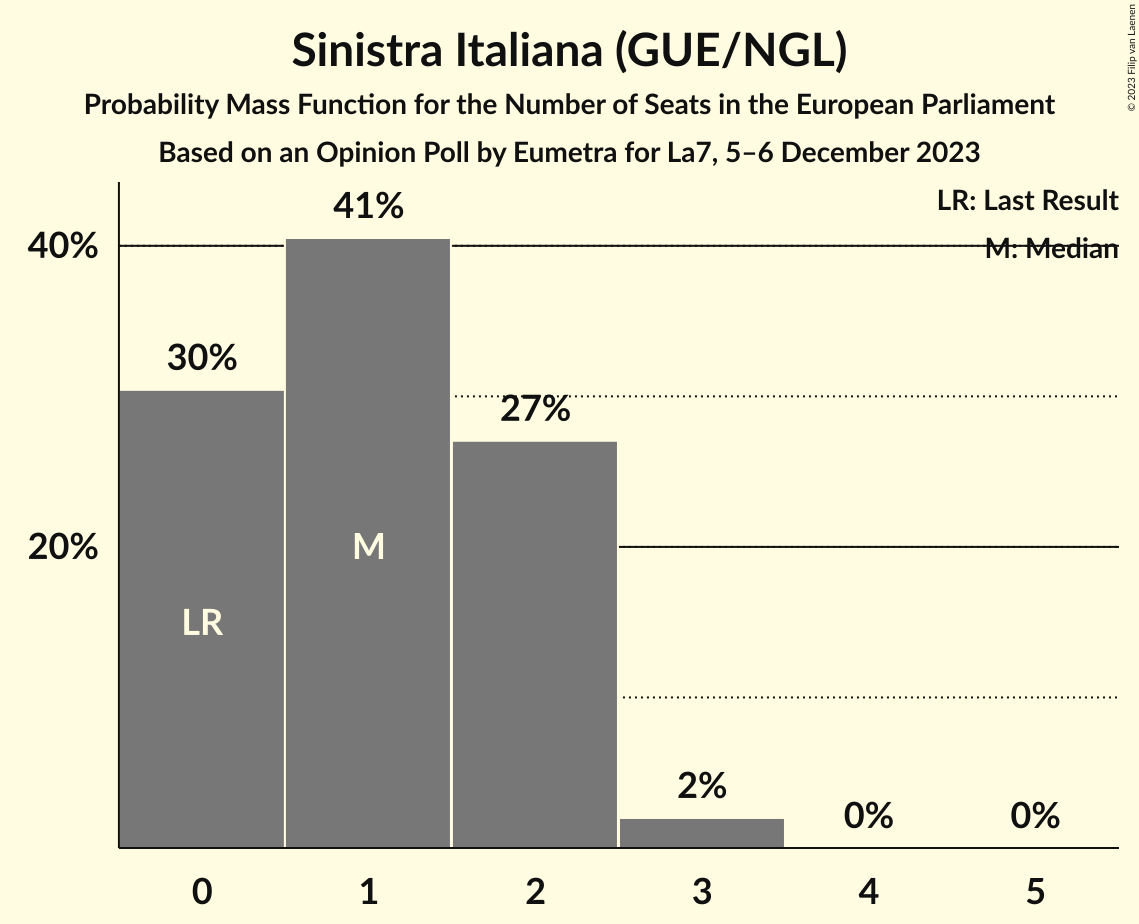 Sinistra Italiana (GUE/NGL)
Probability Mass Function for the Number of Seats in the European Parliament
Based on an Opinion Poll by Eumetra for La7, 5–6 December 2023
© 2023 Filip van Laenen
LR: Last Result
M: Median
40%
20%
41%
30%
27%
2%
0%
0%
M
LR
0 1 2 3 4 5